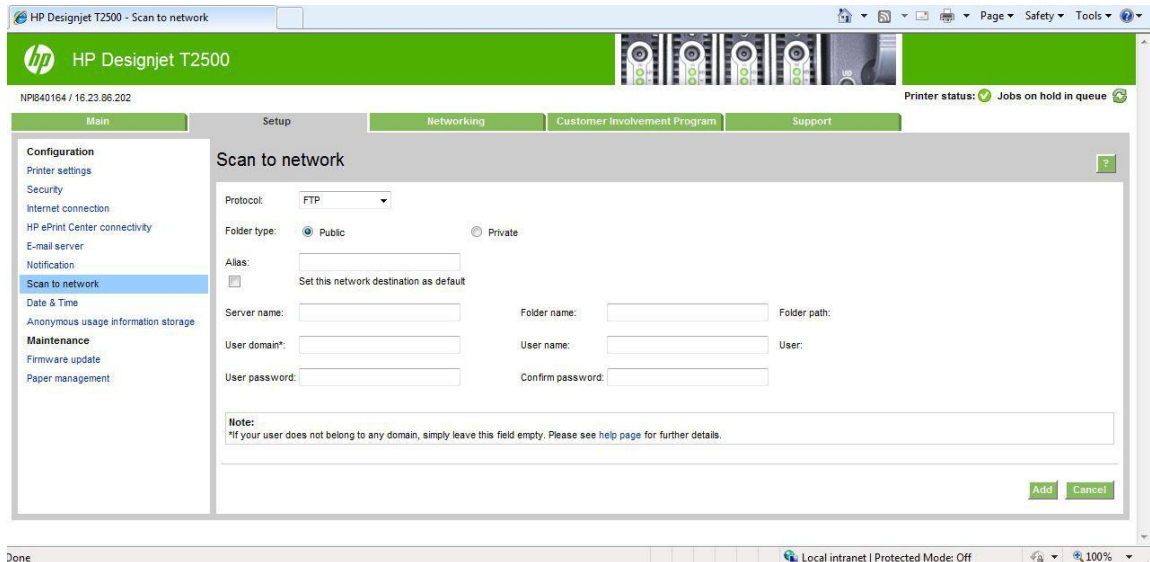 HP Designjet T2500 - Scan to network
Page Safety Tools
hp HP Designjet T2500
NPI840164 / 16.23.86.202
Printer status: Jobs on hold in queue
Main Setup Networking Customer Involvement Program Support
Configuration
Printer settings
Security
Internet connection
HP ePrint Center connectivity
E-mail server
Notification
Scan to network
Date & Time
Anonymous usage information storage
Maintenance
Firmware update
Paper management
Scan to network
?
Protocol: FTP
Folder type: Public Private
Alias:
Set this network destination as default
Server name: Folder name: Folder path:
User domain*: User name: User:
User password: Confirm password:
Note:
*If your user does not belong to any domain, simply leave this field empty. Please see help page for further details.
Add Cancel
Done
Local intranet | Protected Mode: Off
100%